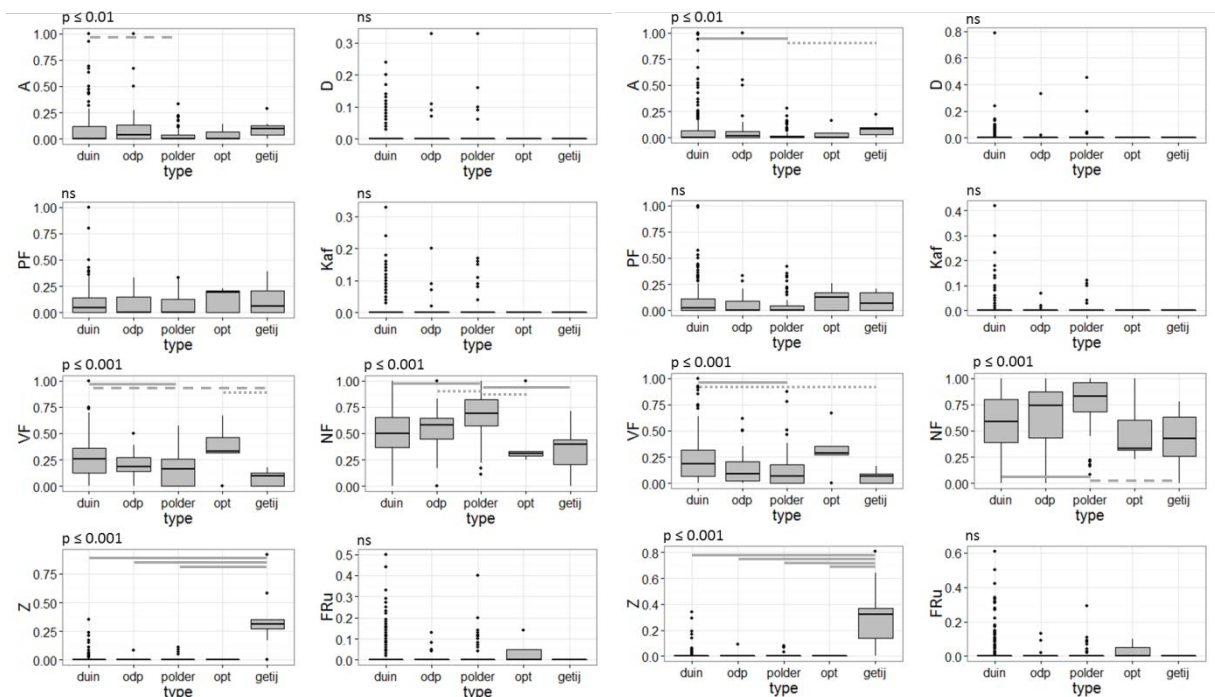 p ≤ 0.01
1.00
0.75
0.50
0.25
0.00
A
duin odp polder opt getij
type
ns
0.3
0.2
0.1
0.0
D
duin odp polder opt getij
type
p ≤ 0.01
1.00
0.75
0.50
0.25
0.00
A
duin odp polder opt getij
type
ns
0.8
0.6
0.4
0.2
0.0
D
duin odp polder opt getij
type
ns
1.00
0.75
0.50
0.25
0.00
PF
duin odp polder opt getij
type
ns
0.3
0.2
0.1
0.0
Kaf
duin odp polder opt getij
type
ns
1.00
0.75
0.50
0.25
0.00
PF
duin odp polder opt getij
type
ns
0.4
0.3
0.2
0.1
0.0
Kaf
duin odp polder opt getij
type
p ≤ 0.001
1.00
0.75
0.50
0.25
0.00
VF
duin odp polder opt getij
type
p ≤ 0.001
1.00
0.75
0.50
0.25
0.00
NF
duin odp polder opt getij
type
p ≤ 0.001
1.00
0.75
0.50
0.25
0.00
VF
duin odp polder opt getij
type
p ≤ 0.001
1.00
0.75
0.50
0.25
0.00
NF
duin odp polder opt getij
type
p ≤ 0.001
0.75
0.50
0.25
0.00
Z
duin odp polder opt getij
type
ns
0.5
0.4
0.3
0.2
0.1
0.0
FRu
duin odp polder opt getij
type
p ≤ 0.001
0.8
0.6
0.4
0.2
0.0
Z
duin odp polder opt getij
type
ns
0.6
0.4
0.2
0.0
FRu
duin odp polder opt getij
type